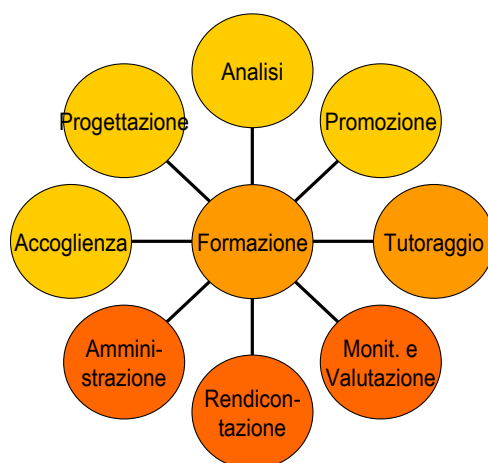 Analisi
Progettazione
Promozione
Accoglienza
Formazione
Tutoraggio
Ammini-
strazione
Monit. e
Valutazione
Rendicon-
tazione